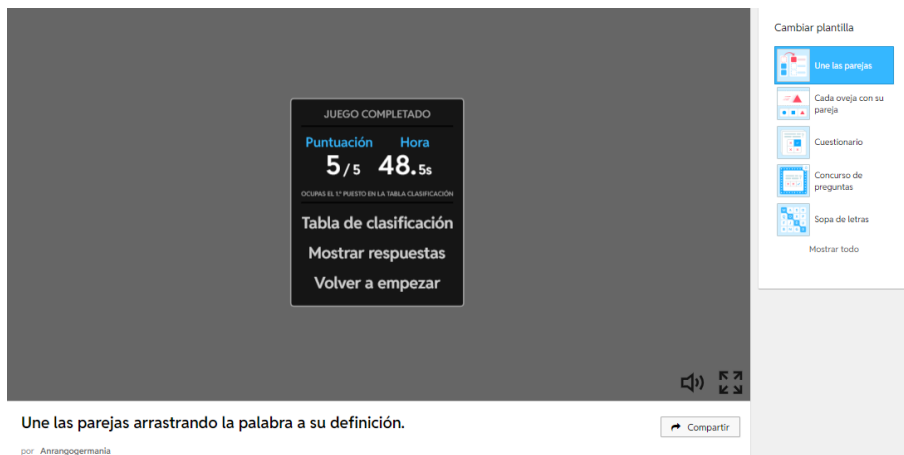 JUEGO COMPLETADO
Puntuación Hora
5/5 48.5s
OCUPAS EL 1º PUESTO EN LA TABLA CLASIFICACIÓN
Tabla de clasificación
Mostrar respuestas
Volver a empezar
Une las parejas arrastrando la palabra a su definición.
Compartir
por Anrangogermania
Cambiar plantilla
Une las parejas
Cada oveja con su
pareja
Cuestionario
Concurso de
preguntas
Sopa de letras
Mostrar todo